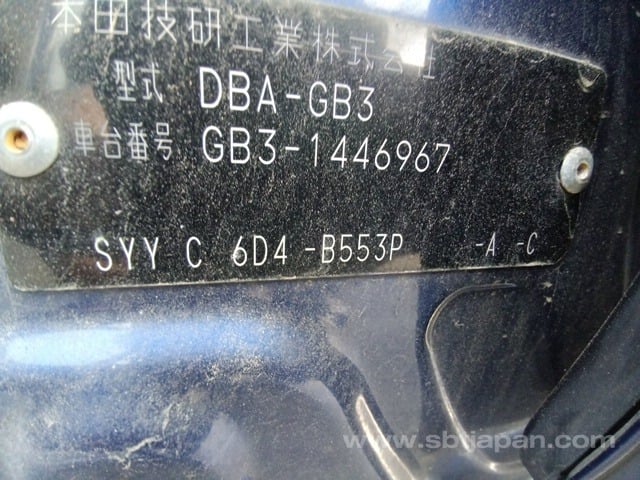 本田技研工業株式会社
型式 DBA-GB3
車台番号 GB3-1446967
SYY C 6D4 -B553P -A -C
www.sbtjapan.com